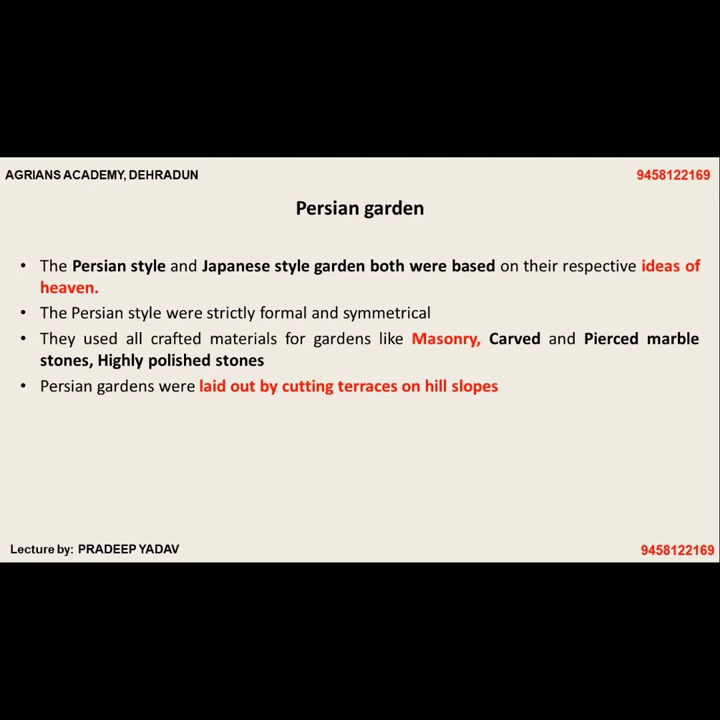 AGRIANS ACADEMY, DEHRADUN 9458122169
Persian garden
• The Persian style and Japanese style garden both were based on their respective ideas of
heaven.
• The Persian style were strictly formal and symmetrical
• They used all crafted materials for gardens like Masonry, Carved and Pierced marble
stones, Highly polished stones
• Persian gardens were laid out by cutting terraces on hill slopes
Lecture by: PRADEEP YADAV 9458122169